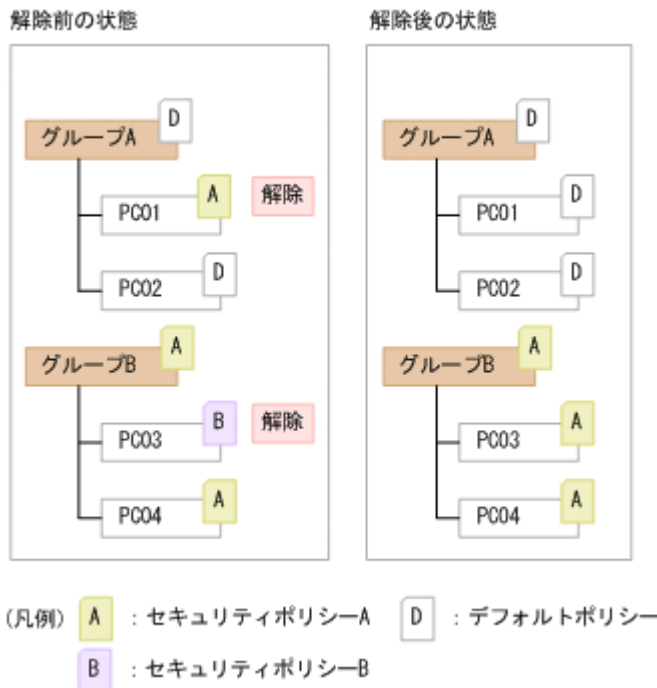 解除前の状態
グループA D
PC01 A 解除
PC02 D
グループB A
PC03 B 解除
PC04 A
解除後の状態
グループA D
PC01 D
PC02 D
グループB A
PC03 A
PC04 A
(凡例) A :セキュリティポリシーA D :デフォルトポリシー
B :セキュリティポリシーB